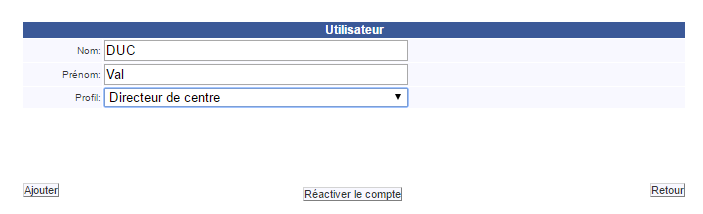 Utilisateur
Nom: DUC
Prénom: Val
Profil: Directeur de centre
Ajouter Réactiver le compte Retour